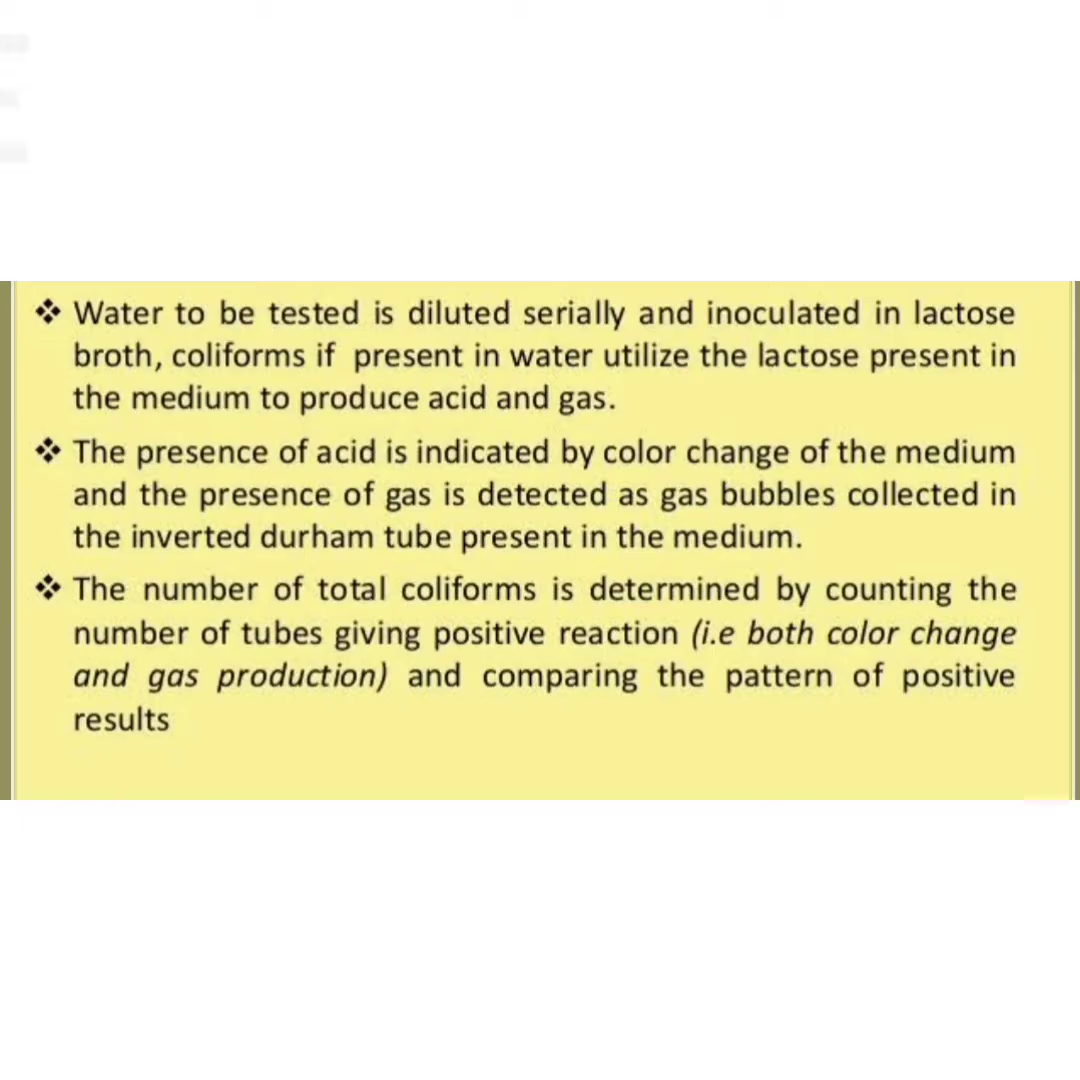 ❖ Water to be tested is diluted serially and inoculated in lactose
broth, coliforms if present in water utilize the lactose present in
the medium to produce acid and gas.
❖ The presence of acid is indicated by color change of the medium
and the presence of gas is detected as gas bubbles collected in
the inverted durham tube present in the medium.
❖ The number of total coliforms is determined by counting the
number of tubes giving positive reaction (i.e both color change
and gas production) and comparing the pattern of positive
results